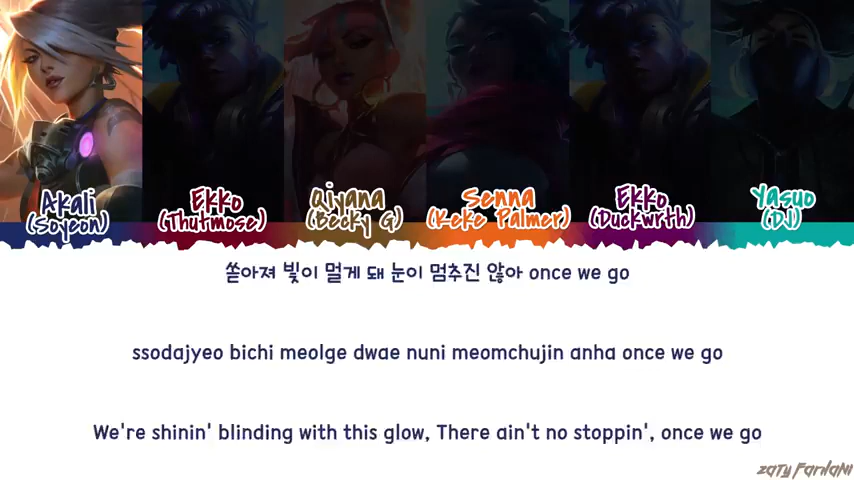 Akali Ekko Qiyana Senna Ekko Yasuo
(Soyeon) (Thutmose) (Becky G) (Keke Palmer) (Duckwrth) (DJ)
쏟아져 빛이 멀게 돼 눈이 멈추진 않아 once we go
ssodajyeo bichi meolge dwae nuni meomchujin anha once we go
We're shinin' blinding with this glow, There ain't no stoppin', once we go
zaty farhani